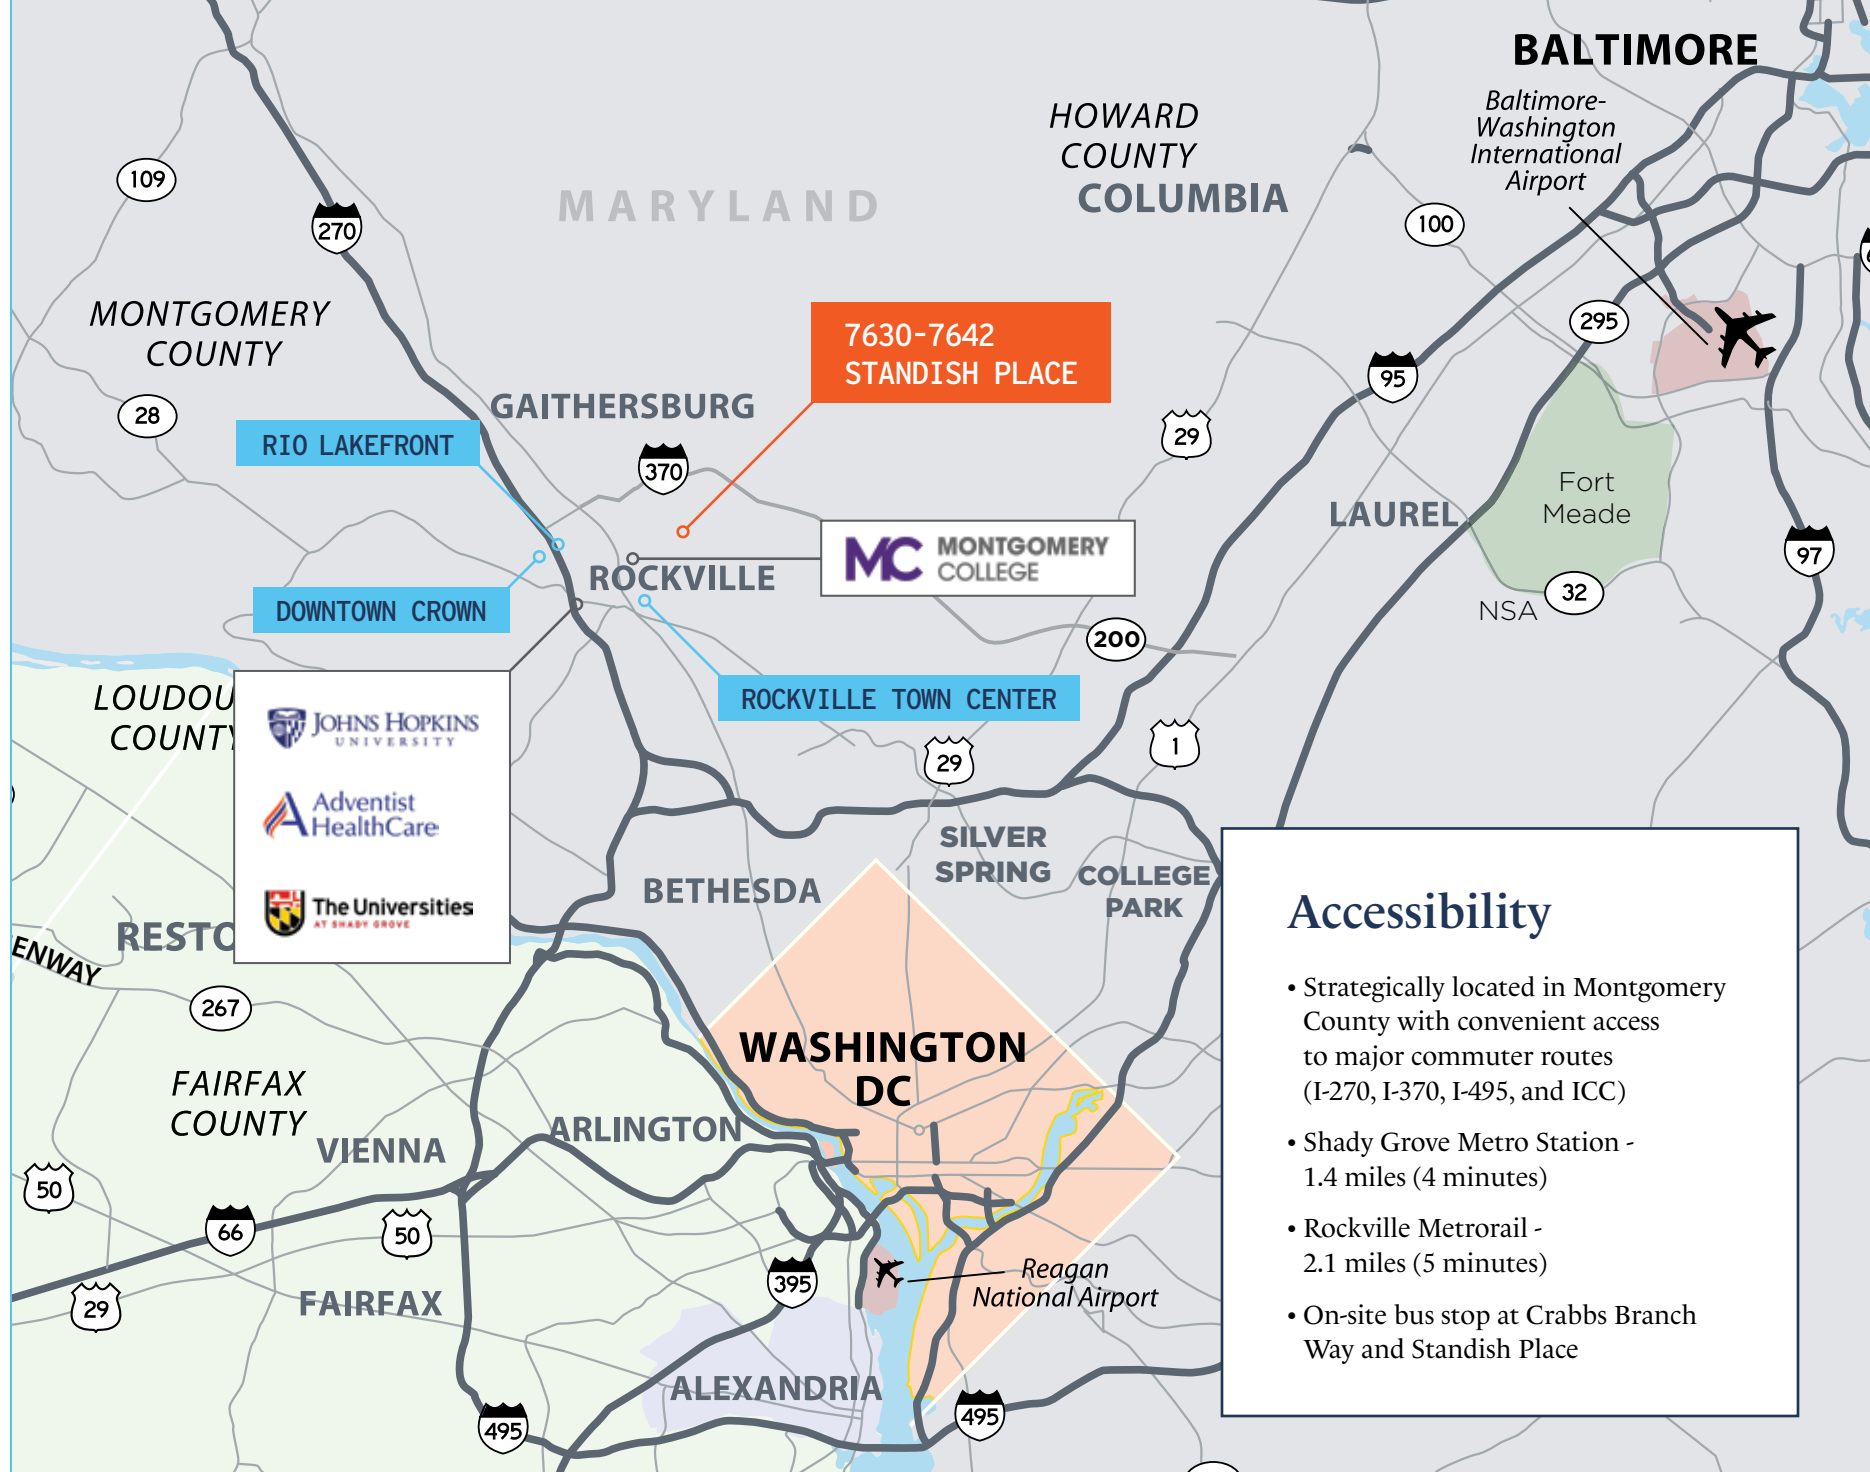 BALTIMORE
Baltimore-
Washington
International
Airport
HOWARD
COUNTY
COLUMBIA
109
MARYLAND
270
100
MONTGOMERY
COUNTY
7630-7642
STANDISH PLACE
295
95
28
GAITHERSBURG
29
RIO LAKEFRONT
370
Fort
Meade
LAUREL
MC MONTGOMERY
COLLEGE
97
ROCKVILLE
32
NSA
DOWNTOWN CROWN
200
LOUDOU
COUNTY
ROCKVILLE TOWN CENTER
JOHNS HOPKINS
UNIVERSITY
29
1
Adventist
HealthCare
SILVER
SPRING
COLLEGE
PARK
BETHESDA
The Universities
AT SHADY GROVE
RESTO
ENWAY
267
Accessibility
• Strategically located in Montgomery
County with convenient access
to major commuter routes
(I-270, I-370, I-495, and ICC)
• Shady Grove Metro Station -
1.4 miles (4 minutes)
• Rockville Metrorail -
2.1 miles (5 minutes)
• On-site bus stop at Crabbs Branch
Way and Standish Place
WASHINGTON
DC
FAIRFAX
COUNTY
ARLINGTON
VIENNA
50
66
50
395
Reagan
National Airport
29
FAIRFAX
ALEXANDRIA
495
495